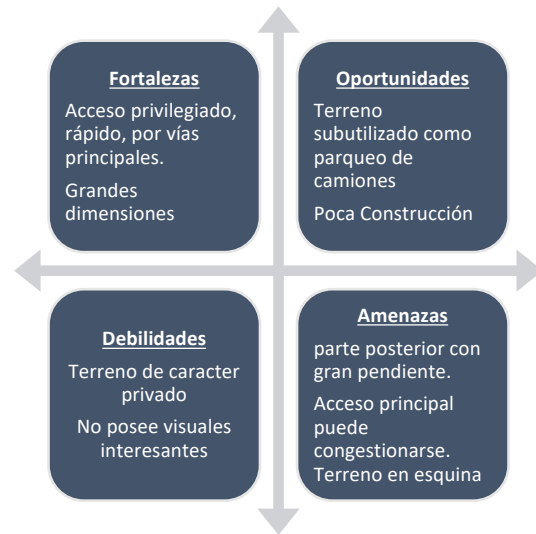 Fortalezas
Acceso privilegiado,
rápido, por vías
principales.
Grandes
dimensiones
Oportunidades
Terreno
subutilizado como
parqueo de
camiones
Poca Construcción
Debilidades
Terreno de caracter
privado
No posee visuales
interesantes
Amenazas
parte posterior con
gran pendiente.
Acceso principal
puede
congestionarse.
Terreno en esquina